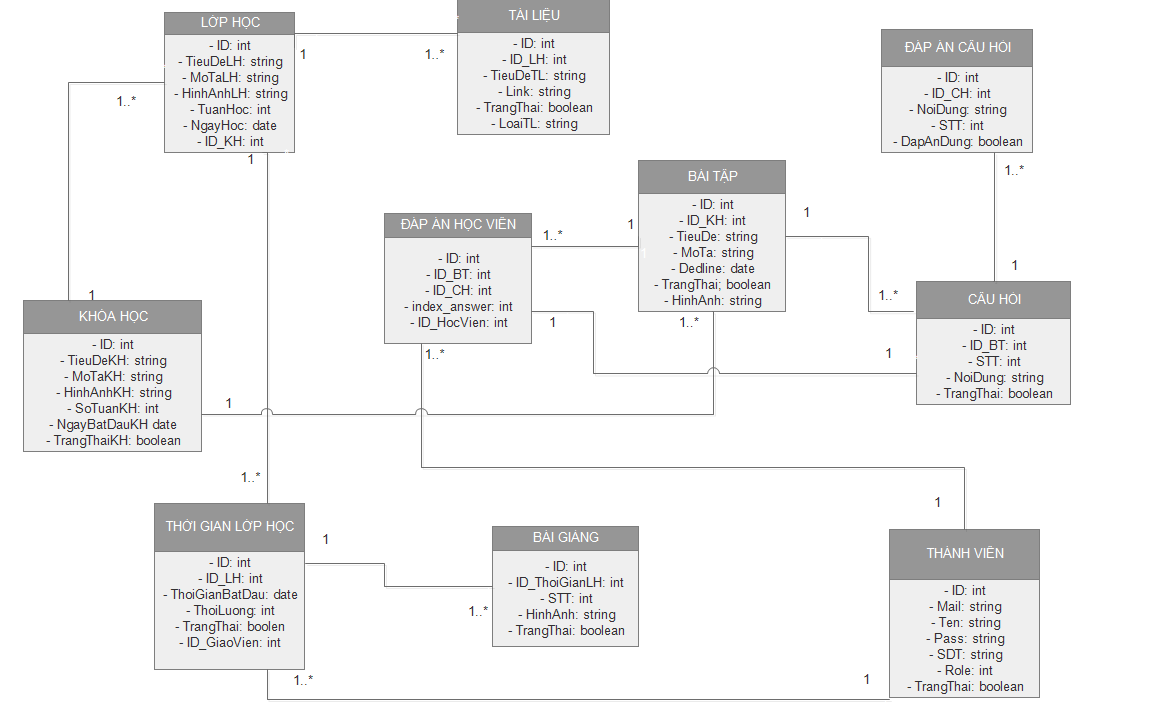 LỚP HỌC
- ID: int
- TieuDeLH: string
- MoTaLH: string
- HinhAnhLH: string
- TuanHoc: int
- NgayHoc: date
- ID_KH: int
1
1..*
TÀI LIỆU
- ID: int
- ID_LH: int
- TieuDeTL: string
- Link: string
- TrangThai: boolean
- LoaiTL: string
ĐÁP ÁN CÂU HỎI
- ID: int
- ID_CH: int
- NoiDung: string
- STT: int
- DapAnDung: boolean
1..*
1
1..*
1
BÀI TẬP
- ID: int
- ID_KH: int
- TieuDe: string
- MoTa: string
- Dedline: date
- TrangThai; boolean
- HinhAnh: string
1
1..*
1
1..*
ĐÁP ÁN HỌC VIÊN
- ID: int
- ID_BT: int
- ID_CH: int
- index_answer: int
- ID_HocVien: int
1..*
1
1
1
CÂU HỎI
- ID: int
- ID_BT: int
- STT: int
- NoiDung: string
- TrangThai: boolean
1
KHÓA HỌC
- ID: int
- TieuDeKH: string
- MoTaKH: string
- HinhAnhKH: string
- SoTuanKH: int
- NgayBatDauKH date
- TrangThaiKH: boolean
1
1..*
1..*
THỜI GIAN LỚP HỌC
- ID: int
- ID_LH: int
- ThoiGianBatDau: date
- ThoiLuong: int
- TrangThai: boolen
- ID_GiaoVien: int
1
1..*
1..*
BÀI GIẢNG
- ID: int
- ID_ThoiGianLH: int
- STT: int
- HinhAnh: string
- TrangThai: boolean
1
1
THÀNH VIÊN
- ID: int
- Mail: string
- Ten: string
- Pass: string
- SDT: string
- Role: int
- TrangThai: boolean